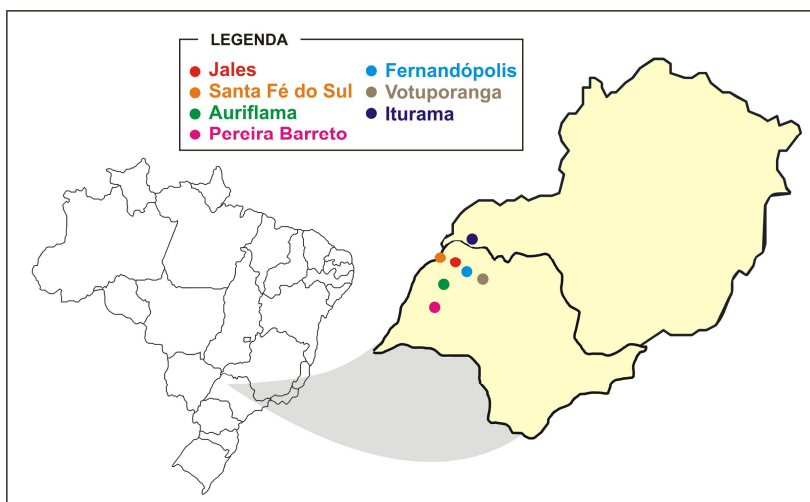 LEGENDA
Jales
Santa Fé do Sul
Auriflama
Pereira Barreto
Fernandópolis
Votuporanga
Iturama